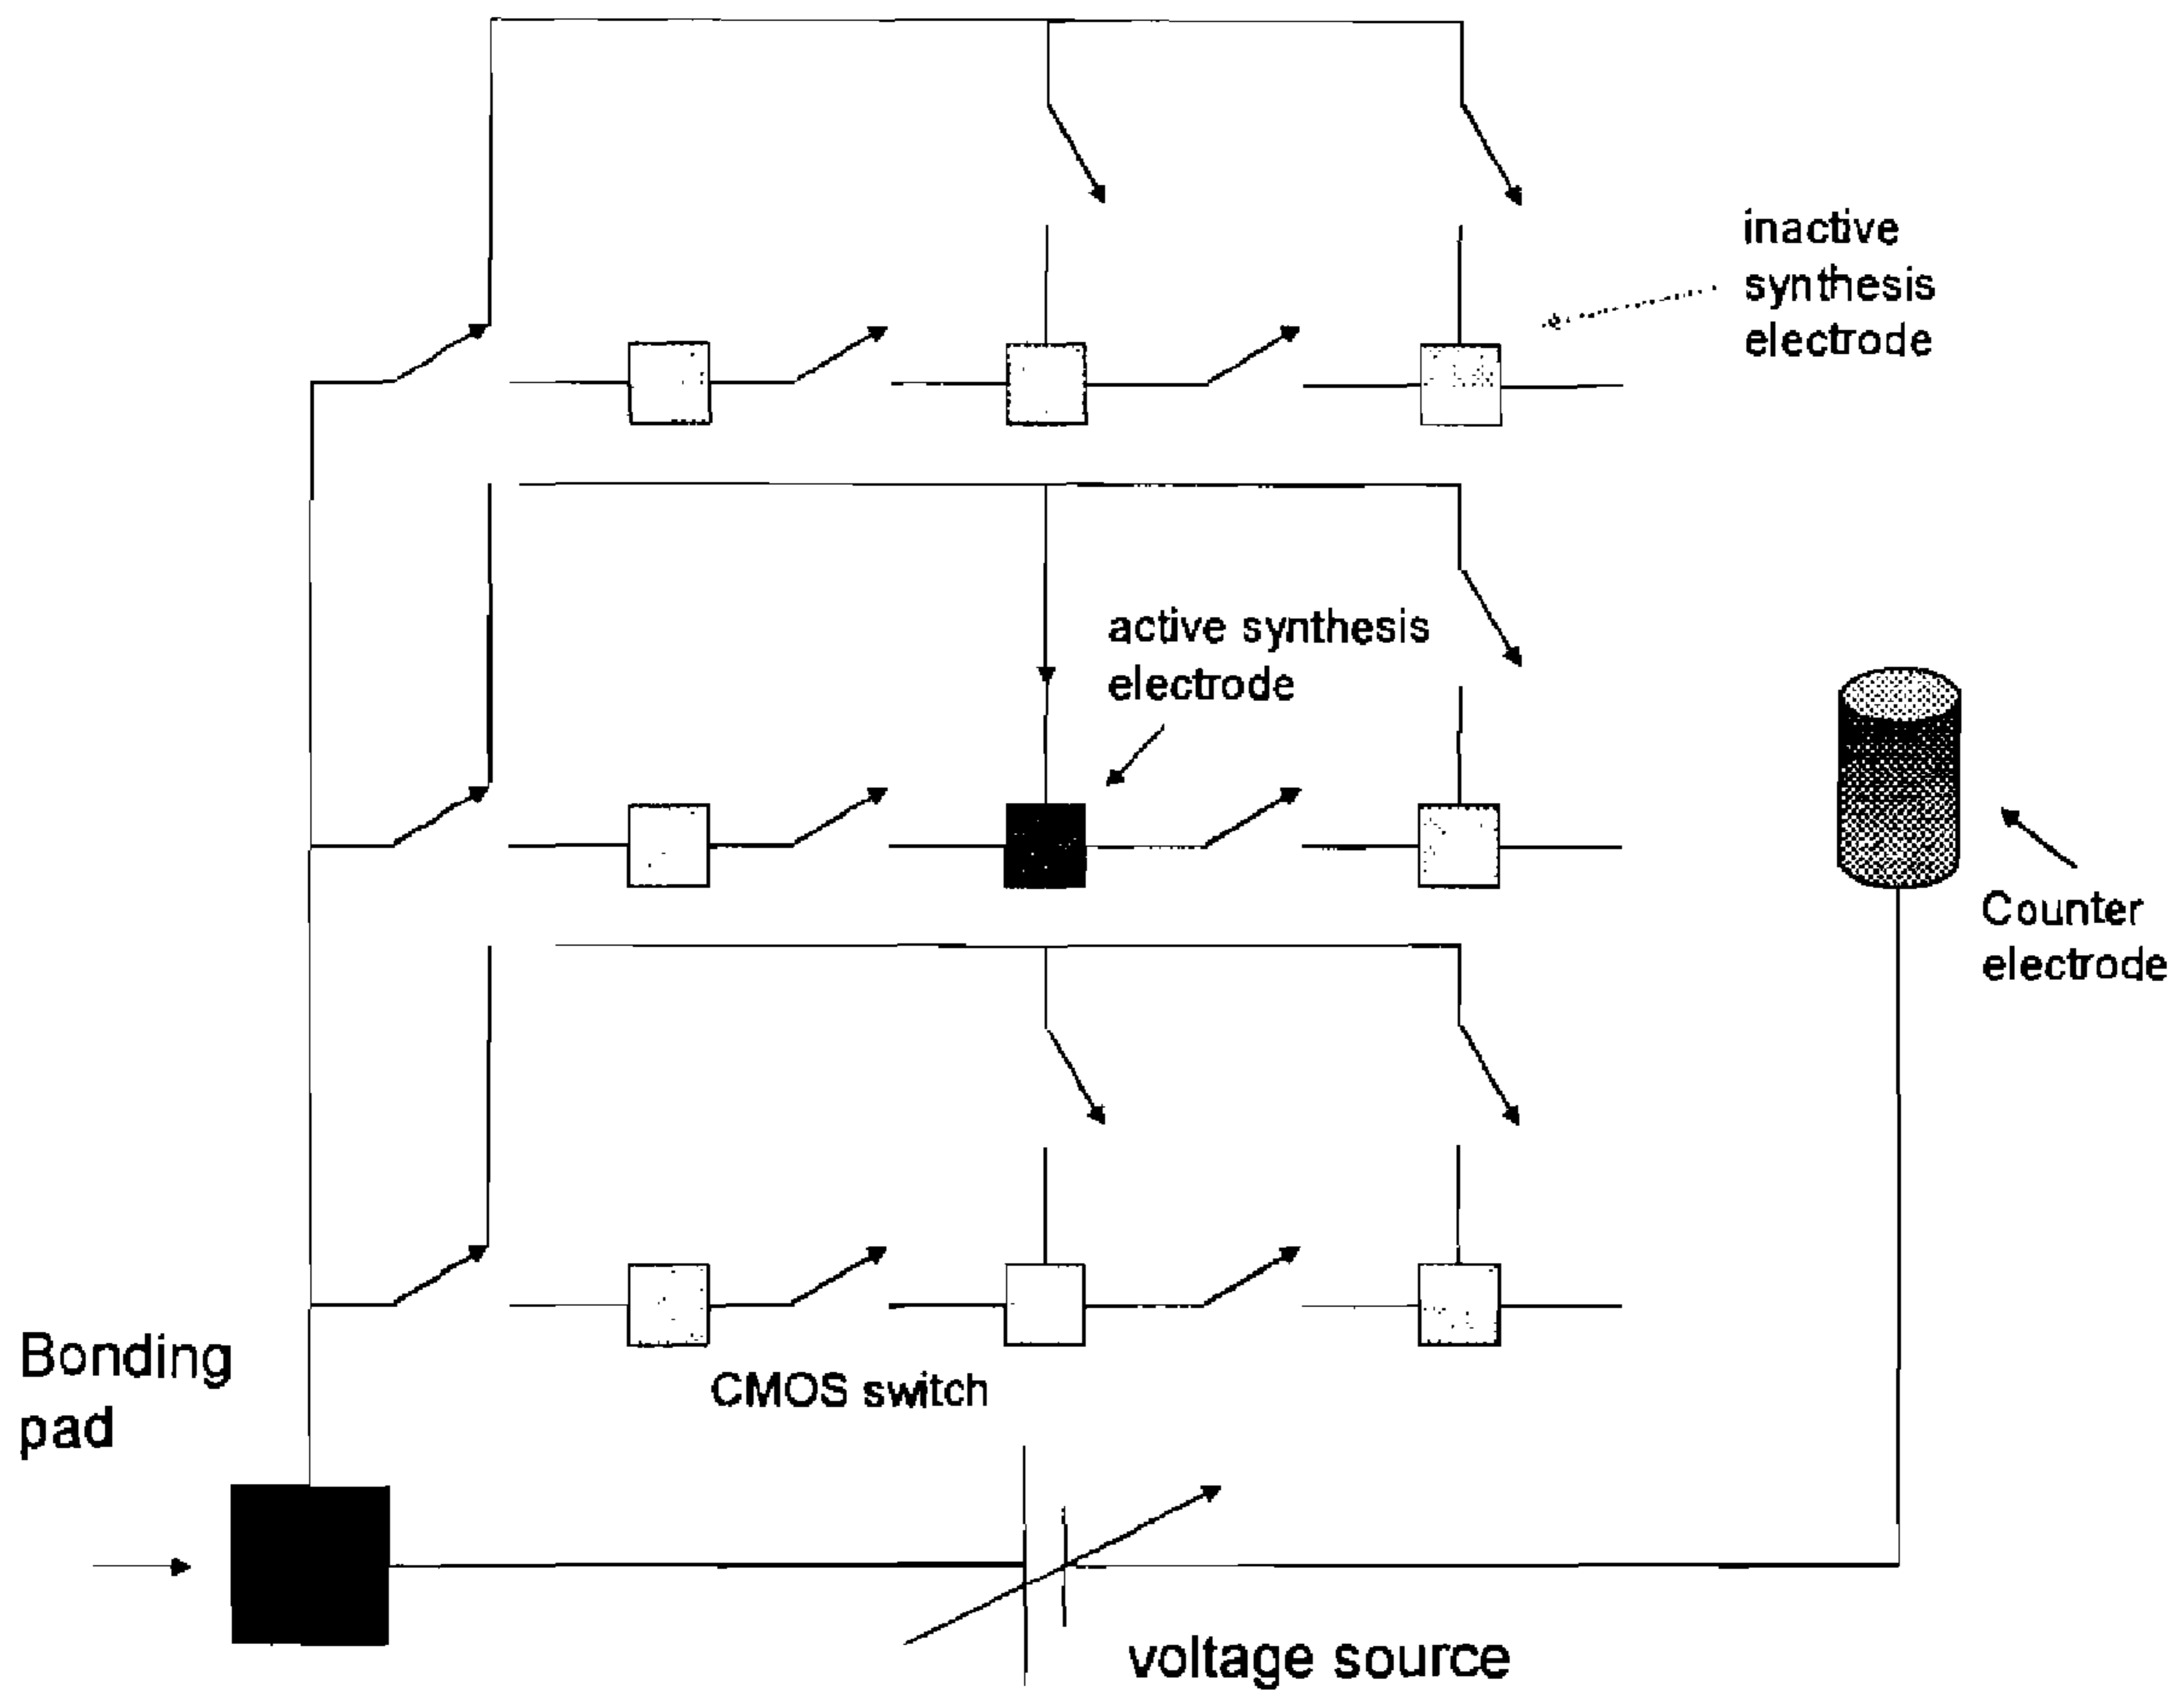 inactive
synthesis
electrode
active synthesis
electrode
Counter
electrode
Bonding
pad
CMOS switch
voltage source